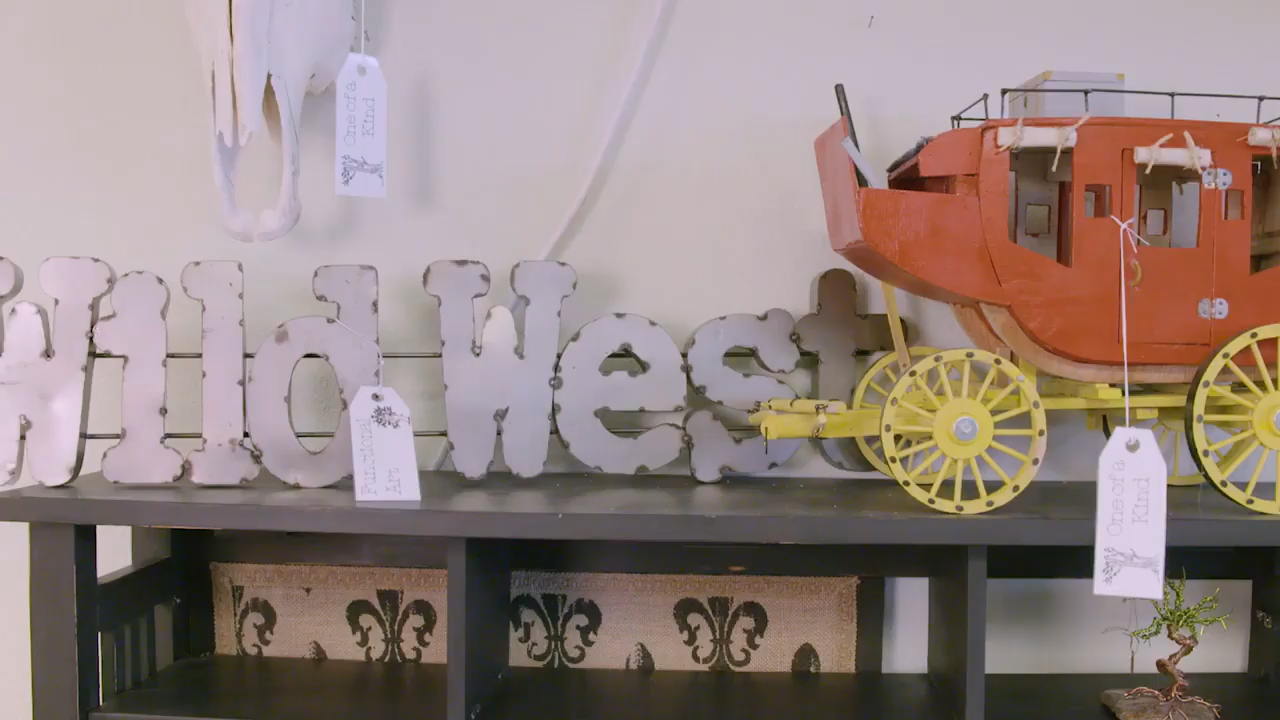 One of a
Kind
Wild West
Functional
Art
One of a
Kind